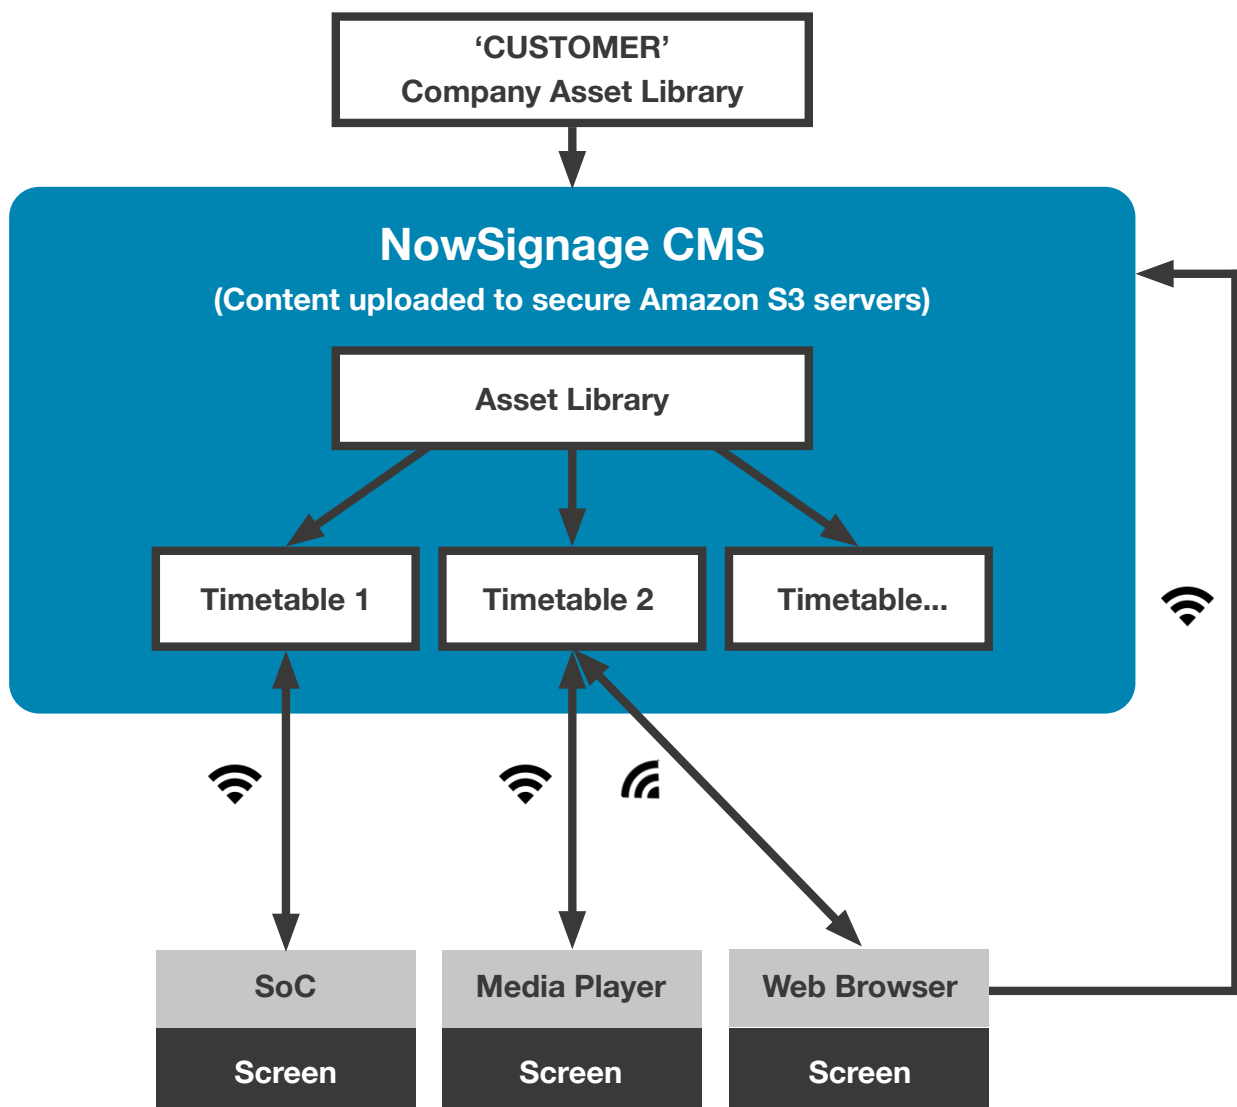 ‘CUSTOMER’
Company Asset Library
NowSignage CMS
(Content uploaded to secure Amazon S3 servers)
Asset Library
Timetable 1
Timetable 2
Timetable...
SoC
Media Player
Web Browser
Screen
Screen
Screen